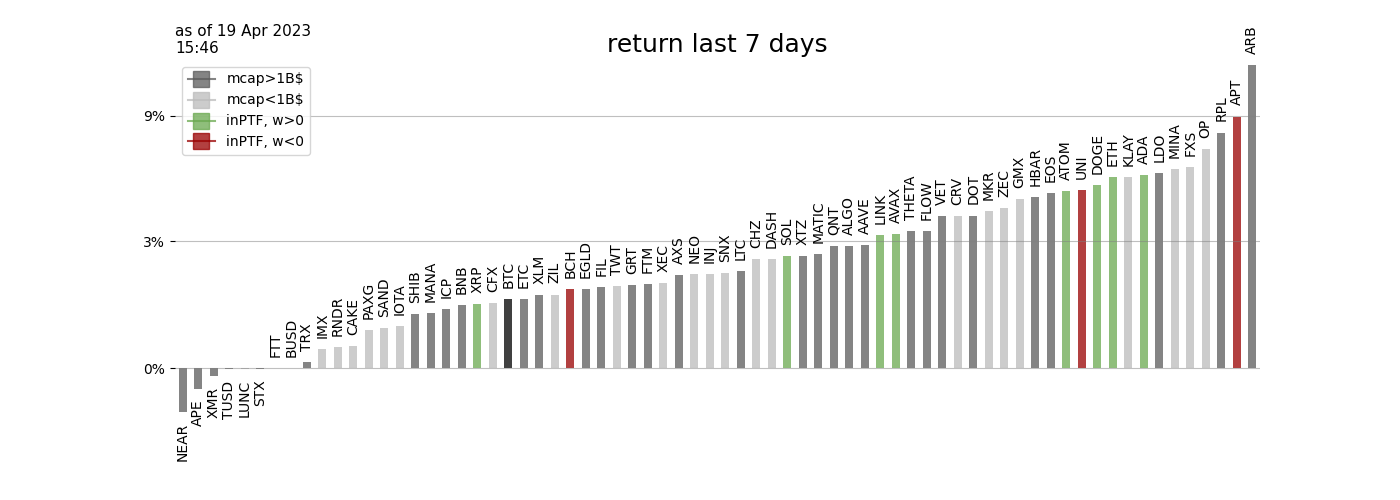 as of 19 Apr 2023
15:46
return last 7 days
mcap>1B$
mcap<1B$
inPTF, w>0
inPTF, w<0
9%
3%
0%
NEAR
APE
XMR
TUSD
LUNC
STX
FTT
BUSD
TRX
IMX
RNDR
CAKE
PAXG
SAND
IOTA
SHIB
MANA
ICP
BNB
XRP
CFX
BTC
ETC
XLM
ZIL
BCH
EGLD
FIL
TWT
GRT
FTM
XEC
AXS
NEO
INJ
SNX
LTC
CHZ
DASH
SOL
XTZ
MATIC
QNT
ALGO
AAVE
LINK
AVAX
THETA
FLOW
VET
CRV
DOT
MKR
ZEC
GMX
HBAR
EOS
ATOM
UNI
DOGE
ETH
KLAY
ADA
LDO
MINA
FXS
OP
RPL
APT
ARB